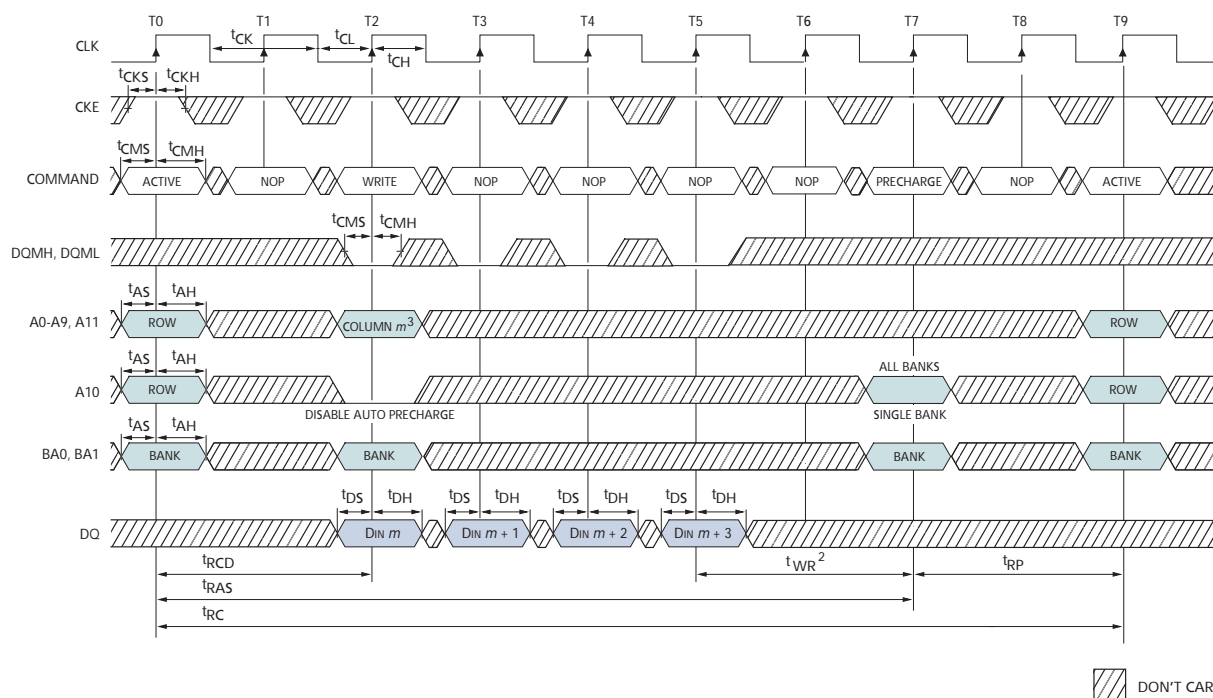 T0 T1 T2 T3 T4 T5 T6 T7 T8 T9
CLK
tCK tCL
tCH
tCKS tCKH
CKE
tCMS tCMH
COMMAND ACTIVE NOP WRITE NOP NOP NOP NOP PRECHARGE NOP ACTIVE
tCMS tCMH
DQMH, DQML
tAS tAH
A0-A9, A11 ROW COLUMN m³ ROW
tAS tAH ALL BANKS
A10 ROW ROW
DISABLE AUTO PRECHARGE SINGLE BANK
tAS tAH
BA0, BA1 BANK BANK BANK BANK
tDS tDH tDS tDH tDS tDH tDS tDH
DQ DIN m DIN m + 1 DIN m + 2 DIN m + 3
tRCD tWR² tRP
tRAS
tRC
DON'T CAR